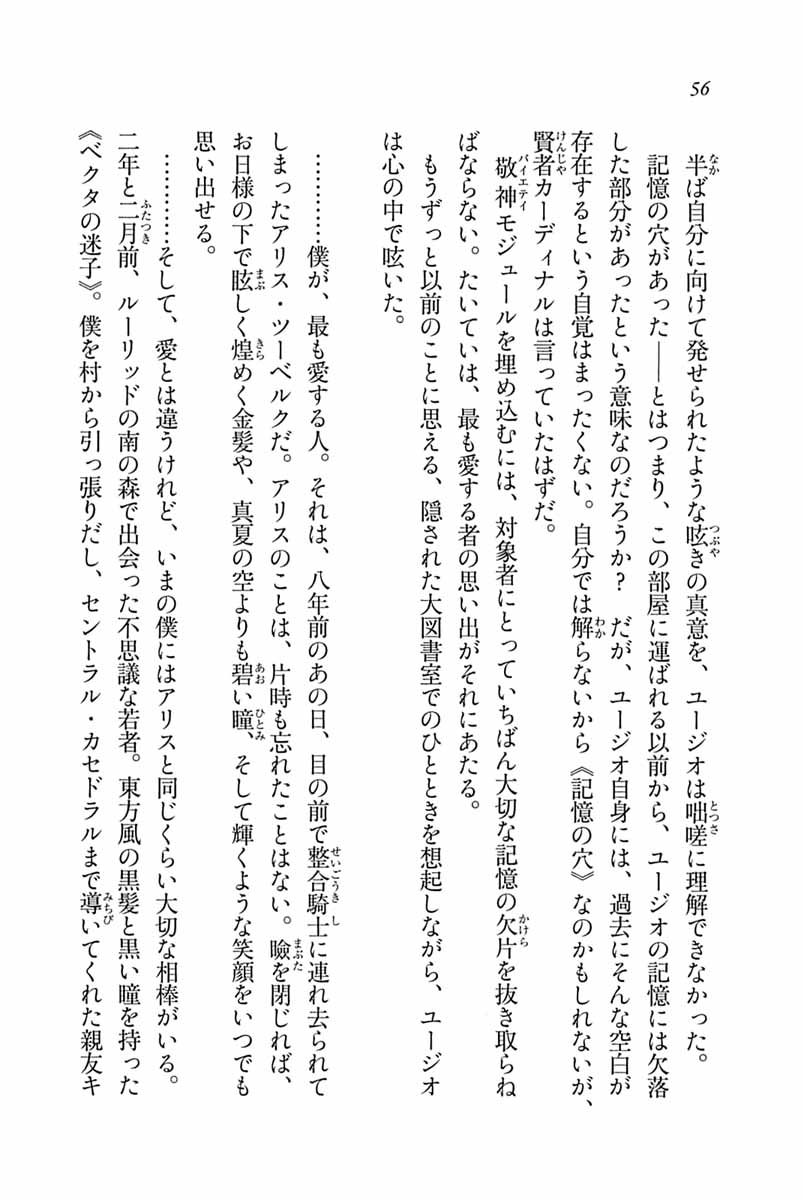 56
半ば自分に向けて発せられたような呟きの真意を、ユージオは咄嗟に理解できなかった。
記憶の穴があった――とはつまり、この部屋に運ばれる以前から、ユージオの記憶には欠落
した部分があったという意味なのだろうか？　だが、ユージオ自身には、過去にそんな空白が
存在するという自覚はまったくない。自分では解らないから《記憶の穴》なのかもしれないが、
賢者カーディナルは言っていたはずだ。
敬神モジュールを埋め込むには、対象者にとっていちばん大切な記憶の欠片を抜き取らね
ばならない。たいていは、最も愛する者の思い出がそれにあたる。
もうずっと以前のことに思える、隠された大図書室でのひとときを想起しながら、ユージオ
は心の中で呟いた。
…………僕が、最も愛する人。それは、八年前のあの日、目の前で整合騎士に連れ去られて
しまったアリス・ツーベルクだ。アリスのことは、片時も忘れたことはない。瞼を閉じれば、
お日様の下で眩しく煌めく金髪や、真夏の空よりも碧い瞳、そして輝くような笑顔をいつでも
思い出せる。
…………そして、愛とは違うけれど、いまの僕にはアリスと同じくらい大切な相棒がいる。
二年と二月前、ルーリッドの南の森で出会った不思議な若者。東方風の黒髪と黒い瞳を持った
《ベクタの迷子》。僕を村から引っ張りだし、セントラル・カセドラルまで導いてくれた親友キ